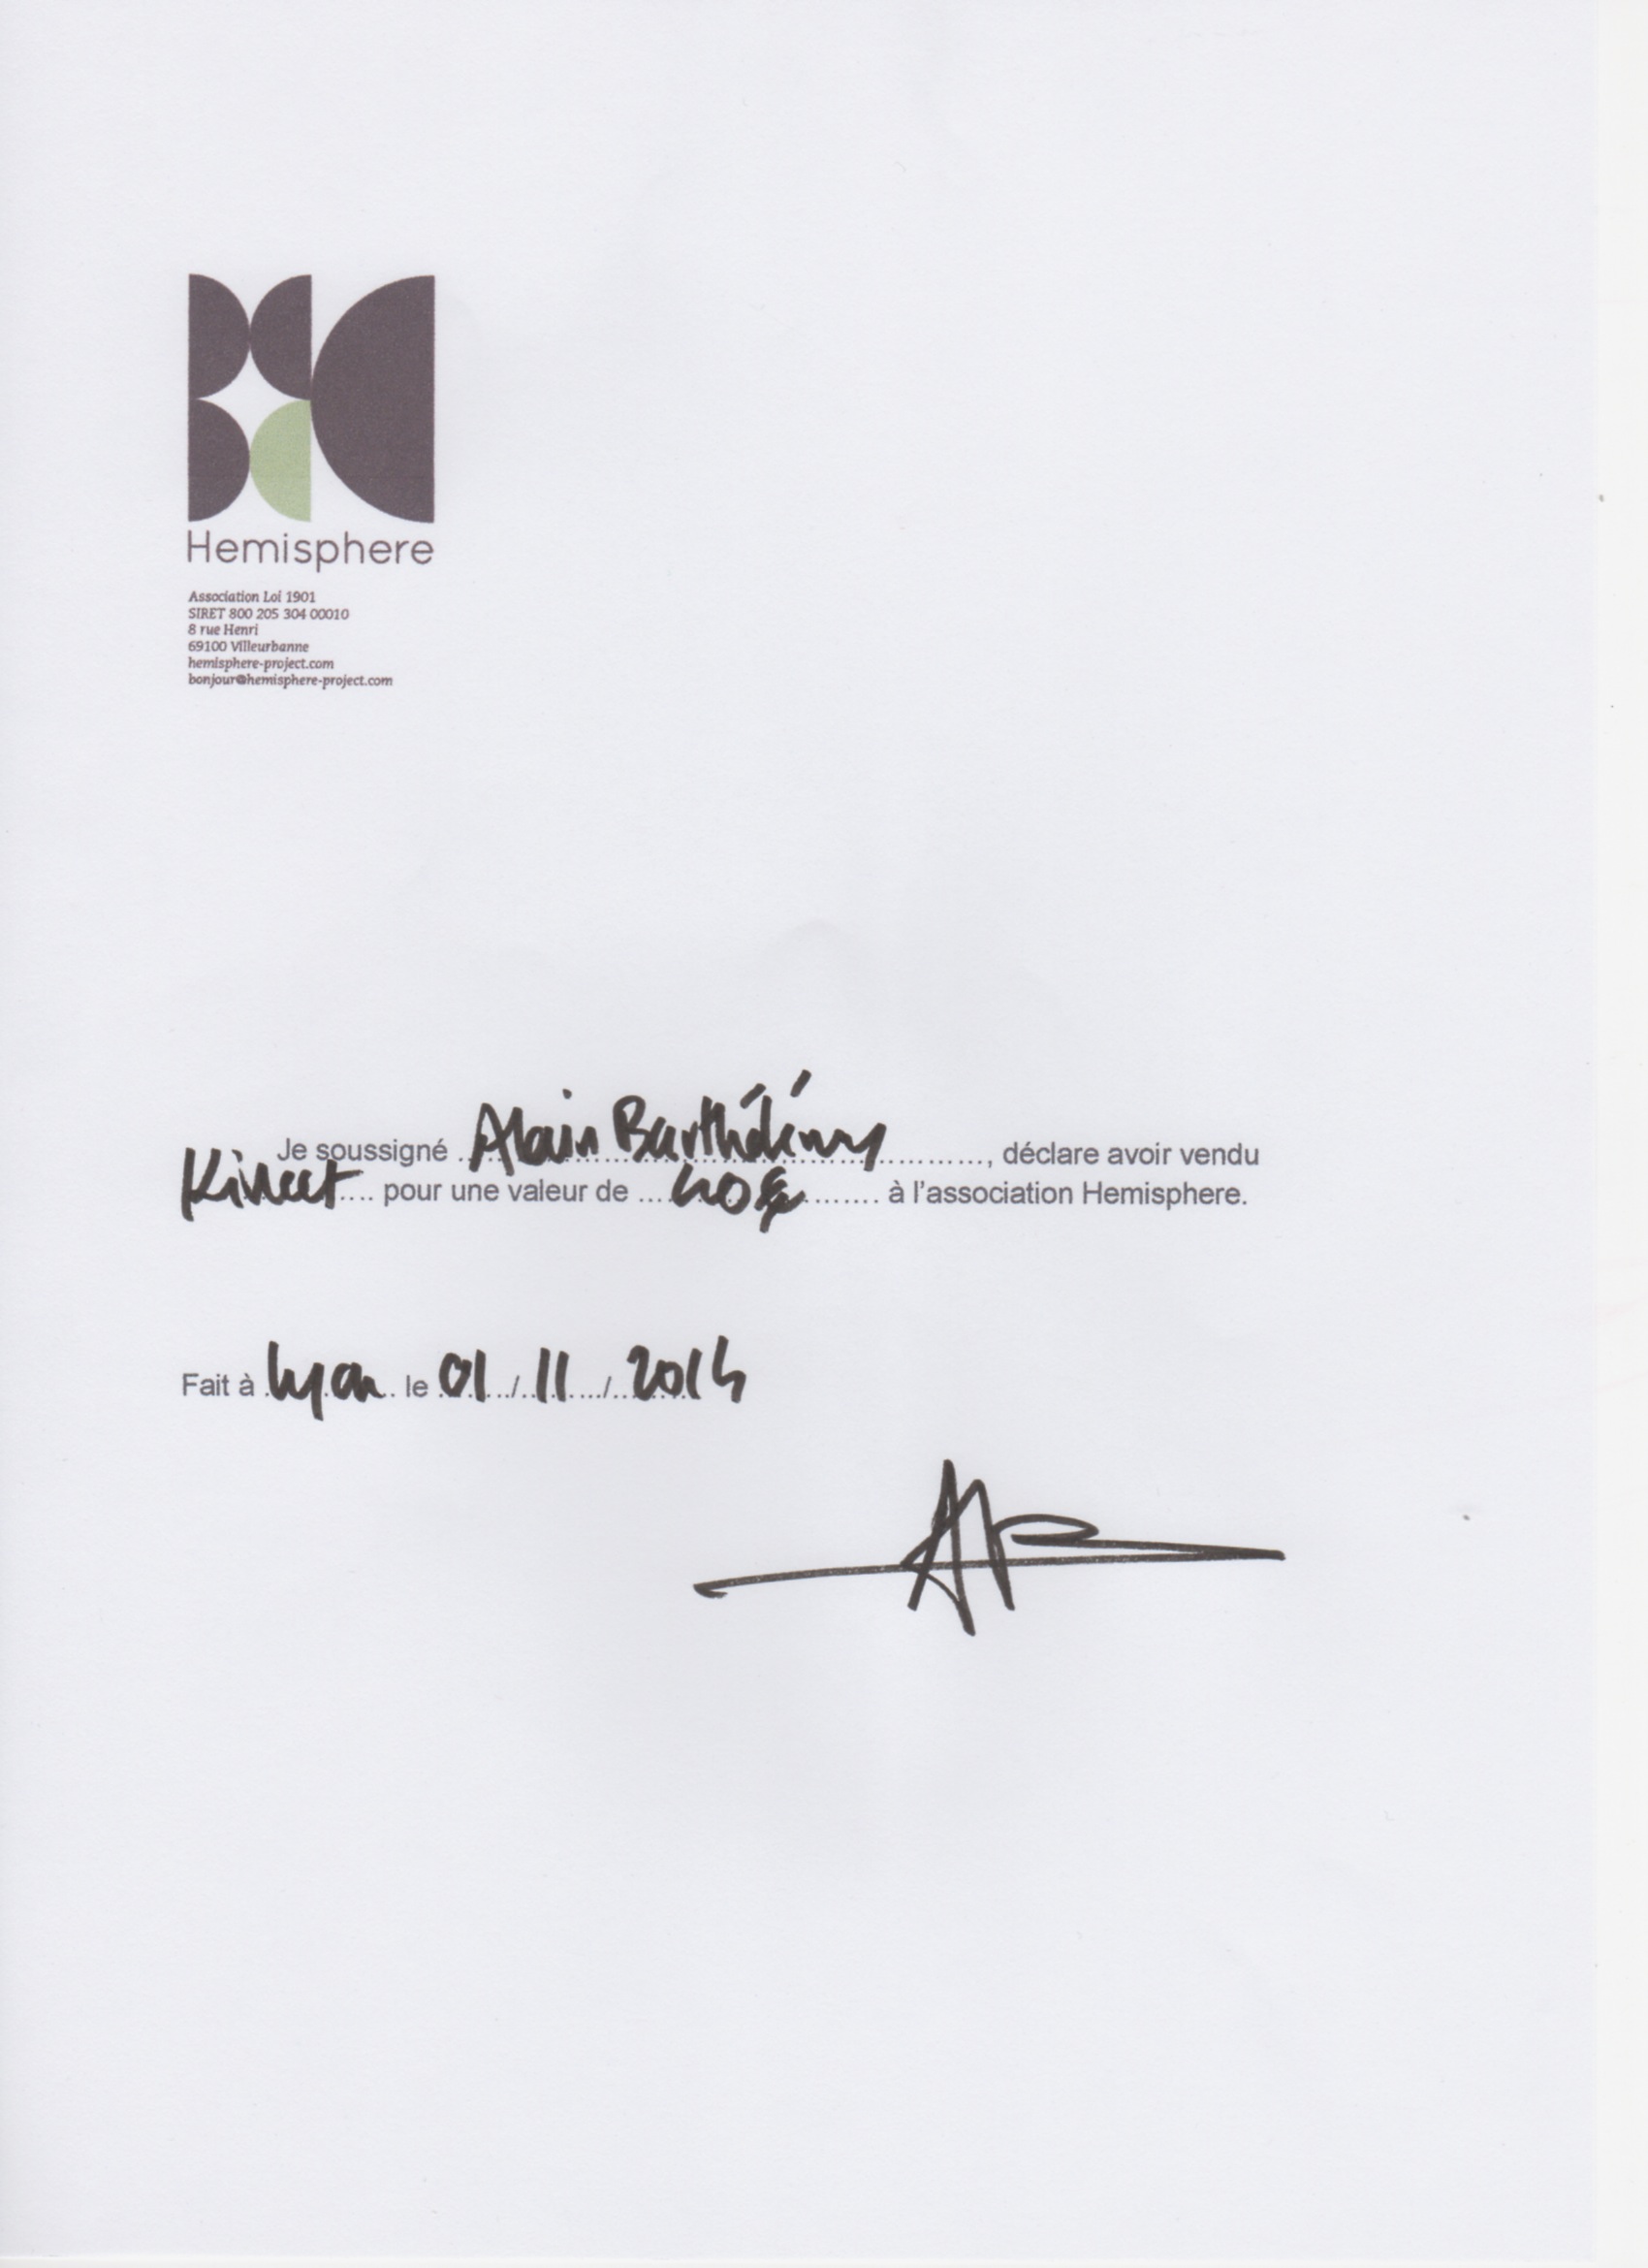 Hemisphere
Association Loi 1901
SIRET 800 205 304 00010
8 rue Henri
69100 Villeurbanne
hemisphere-project.com
bonjour@hemisphere-project.com
Je soussigné Alain Barthélémy, déclare avoir vendu
Kinect pour une valeur de 40€ à l'association Hemisphere.
Fait à Lyon le 01/11/2014